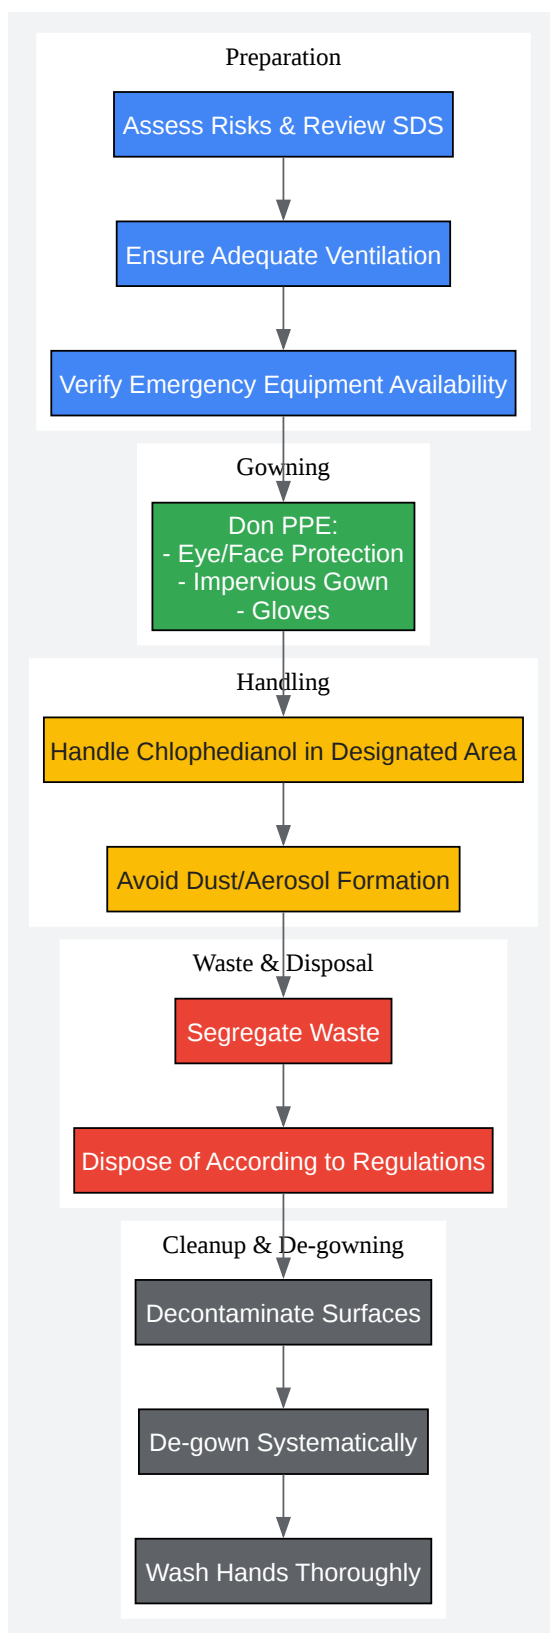 Preparation
Assess Risks & Review SDS
Ensure Adequate Ventilation
Verify Emergency Equipment Availability
Gowning
Don PPE:
- Eye/Face Protection
- Impervious Gown
- Gloves
Handling
Handle Chlophedianol in Designated Area
Avoid Dust/Aerosol Formation
Waste & Disposal
Segregate Waste
Dispose of According to Regulations
Cleanup & De-gowning
Decontaminate Surfaces
De-gown Systematically
Wash Hands Thoroughly